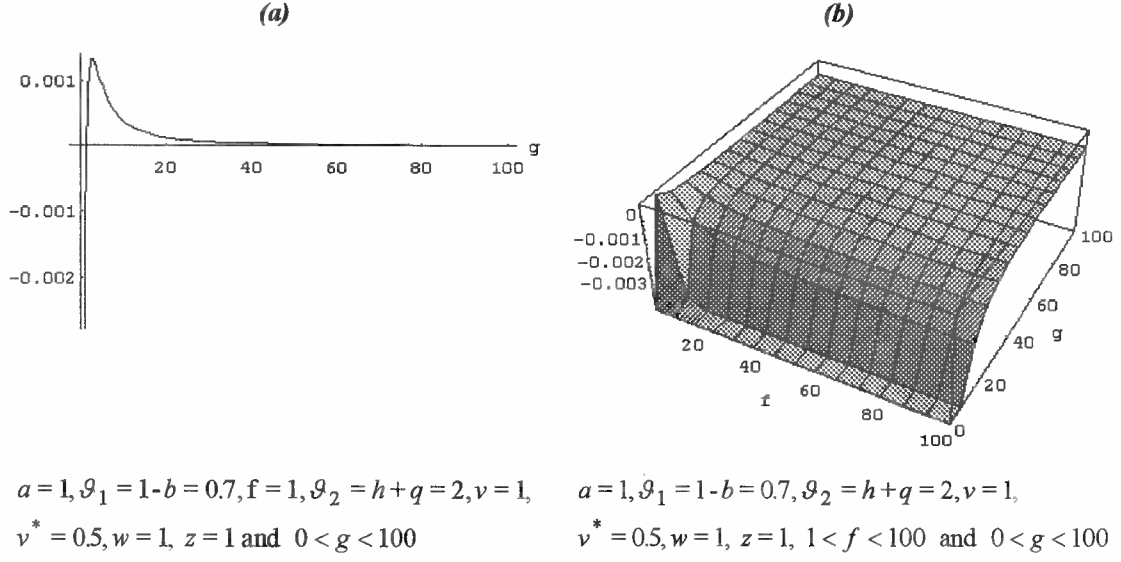 (a)
0.001
-0.001
-0.002
20 40 60 80 100 g
a = 1, ϑ₁ = 1-b = 0.7, f = 1, ϑ₂ = h+q = 2, v = 1,
v* = 0.5, w = 1, z = 1 and 0 < g < 100
(b)
0
-0.001
-0.002
-0.003
20 40 60 80 100
f
0 20 40 60 80 100
g
a = 1, ϑ₁ = 1-b = 0.7, ϑ₂ = h+q = 2, v = 1,
v* = 0.5, w = 1, z = 1, 1 < f < 100 and 0 < g < 100